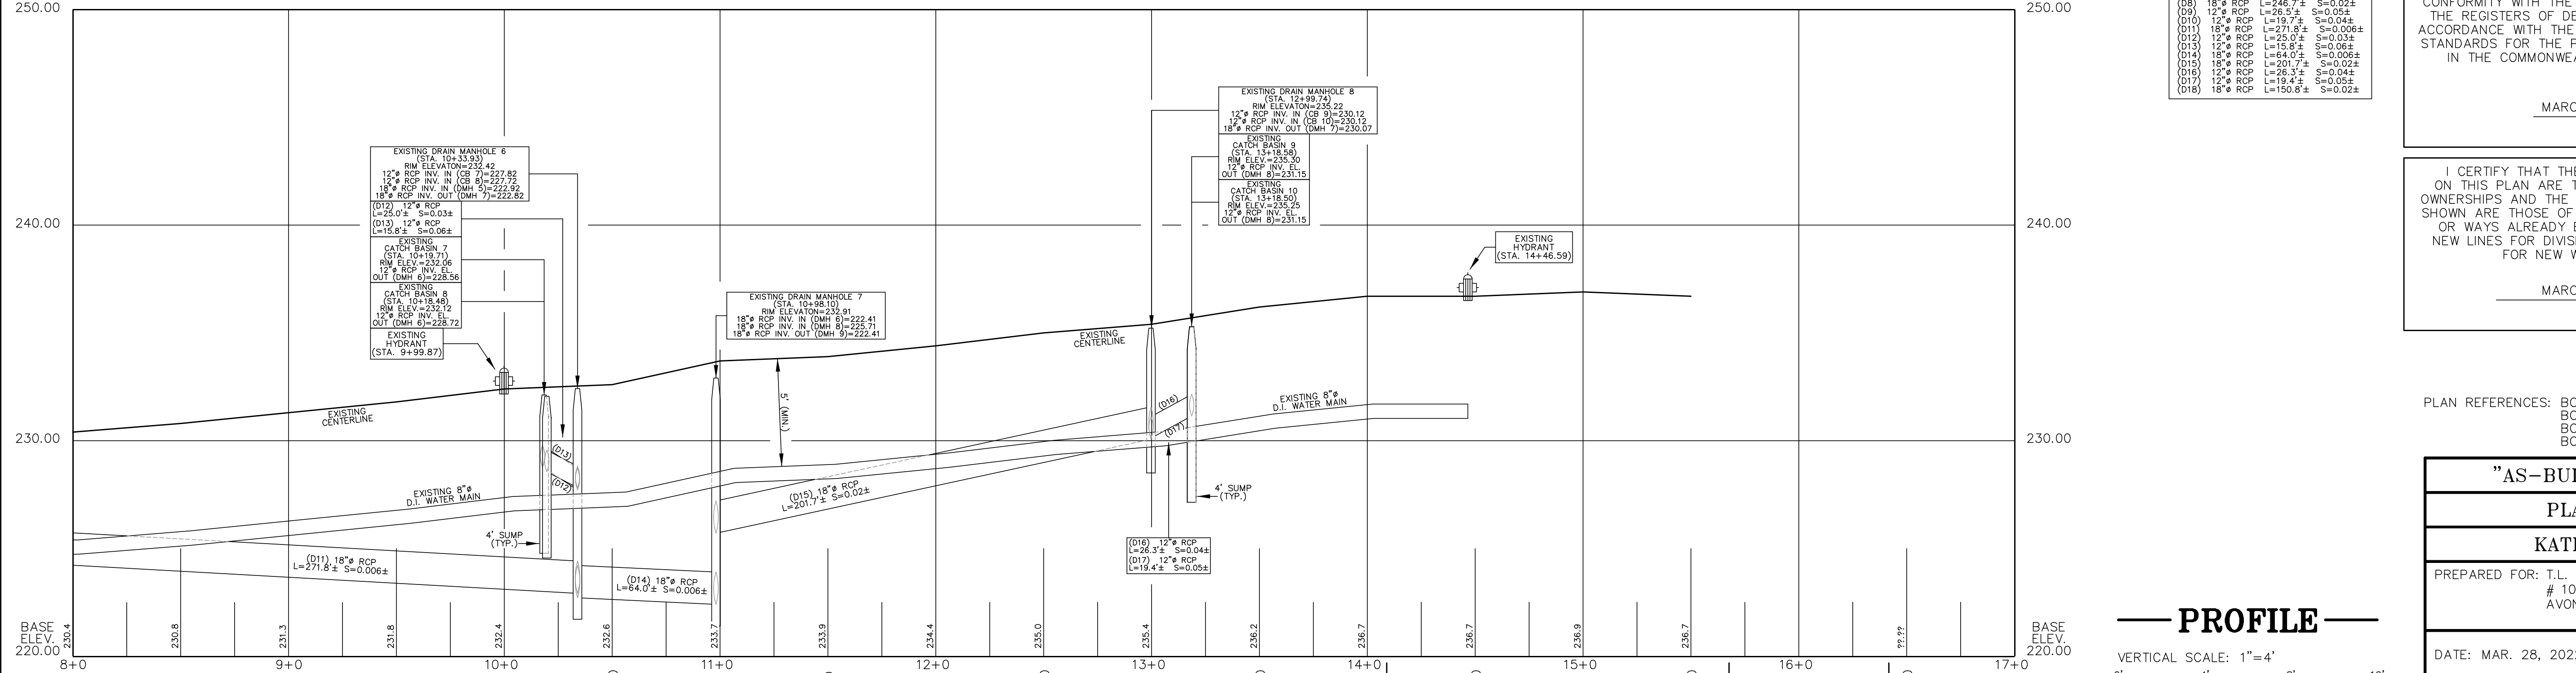 250.00
240.00
230.00
BASE
ELEV.
220.00
EXISTING DRAIN MANHOLE 6
(STA. 10+33.93)
RIM ELEVATON=232.42
12"ø RCP INV. IN (CB 7)=227.82
12"ø RCP INV. IN (CB 8)=227.72
18"ø RCP INV. IN (DMH 5)=222.92
18"ø RCP INV. OUT (DMH 7)=222.82
(D12) 12"ø RCP
L=25.0'± S=0.03±
(D13) 12"ø RCP
L=15.8'± S=0.06±
EXISTING
CATCH BASIN 7
(STA. 10+19.71)
RIM ELEV.=232.06
12"ø RCP INV. EL.
OUT (DMH 6)=228.56
EXISTING
CATCH BASIN 8
(STA. 10+18.48)
RIM ELEV.=232.12
12"ø RCP INV. EL.
OUT (DMH 6)=228.72
EXISTING
HYDRANT
(STA. 9+99.87)
EXISTING DRAIN MANHOLE 7
(STA. 10+98.10)
RIM ELEVATON=232.91
18"ø RCP INV. IN (DMH 6)=222.41
18"ø RCP INV. IN (DMH 8)=225.71
18"ø RCP INV. OUT (DMH 9)=222.41
EXISTING DRAIN MANHOLE 8
(STA. 12+99.74)
RIM ELEVATON=235.22
12"ø RCP INV. IN (CB 9)=230.12
12"ø RCP INV. IN (CB 10)=230.12
18"ø RCP INV. OUT (DMH 7)=230.07
EXISTING
CATCH BASIN 9
(STA. 13+18.58)
RIM ELEV.=235.30
12"ø RCP INV. EL.
OUT (DMH 8)=231.15
EXISTING
CATCH BASIN 10
(STA. 13+18.50)
RIM ELEV.=235.25
12"ø RCP INV. EL.
OUT (DMH 8)=231.15
EXISTING
HYDRANT
(STA. 14+46.59)
EXISTING
CENTERLINE
EXISTING
CENTERLINE
5' (MIN.)
(D13)
(D12)
(D16)
(D17)
EXISTING 8"ø
D.I. WATER MAIN
EXISTING 8"ø
D.I. WATER MAIN
(D15) 18"ø RCP
L=201.7'± S=0.02±
4' SUMP
(TYP.)
4' SUMP
(TYP.)
(D11) 18"ø RCP
L=271.8'± S=0.006±
(D14) 18"ø RCP
L=64.0'± S=0.006±
(D16) 12"ø RCP
L=26.3'± S=0.04±
(D17) 12"ø RCP
L=19.4'± S=0.05±
230.4
230.8
231.3
231.8
232.4
232.6
233.7
233.9
234.4
235.0
235.4
236.2
236.7
236.7
236.9
236.7
??.??
8+0
9+0
10+0
11+0
12+0
13+0
14+0
15+0
16+0
17+0
250.00
240.00
230.00
BASE
ELEV.
220.00
(D8) 18"ø RCP L=246.7'± S=0.02±
(D9) 12"ø RCP L=26.5'± S=0.05±
(D10) 12"ø RCP L=19.7'± S=0.04±
(D11) 18"ø RCP L=271.8'± S=0.006±
(D12) 12"ø RCP L=25.0'± S=0.03±
(D13) 12"ø RCP L=15.8'± S=0.06±
(D14) 18"ø RCP L=64.0'± S=0.006±
(D15) 18"ø RCP L=201.7'± S=0.02±
(D16) 12"ø RCP L=26.3'± S=0.04±
(D17) 12"ø RCP L=19.4'± S=0.05±
(D18) 18"ø RCP L=150.8'± S=0.02±
PROFILE
VERTICAL SCALE: 1"=4'
CONFORMITY WITH THE
THE REGISTERS OF DE
ACCORDANCE WITH THE
STANDARDS FOR THE P
IN THE COMMONWEA
MARC
I CERTIFY THAT THE
ON THIS PLAN ARE T
OWNERSHIPS AND THE
SHOWN ARE THOSE OF
OR WAYS ALREADY E
NEW LINES FOR DIVIS
FOR NEW W
MARC
PLAN REFERENCES: BO
BO
BO
BO
"AS-BUI
PLA
KATI
PREPARED FOR: T.L.
# 10
AVON
DATE: MAR. 28, 202